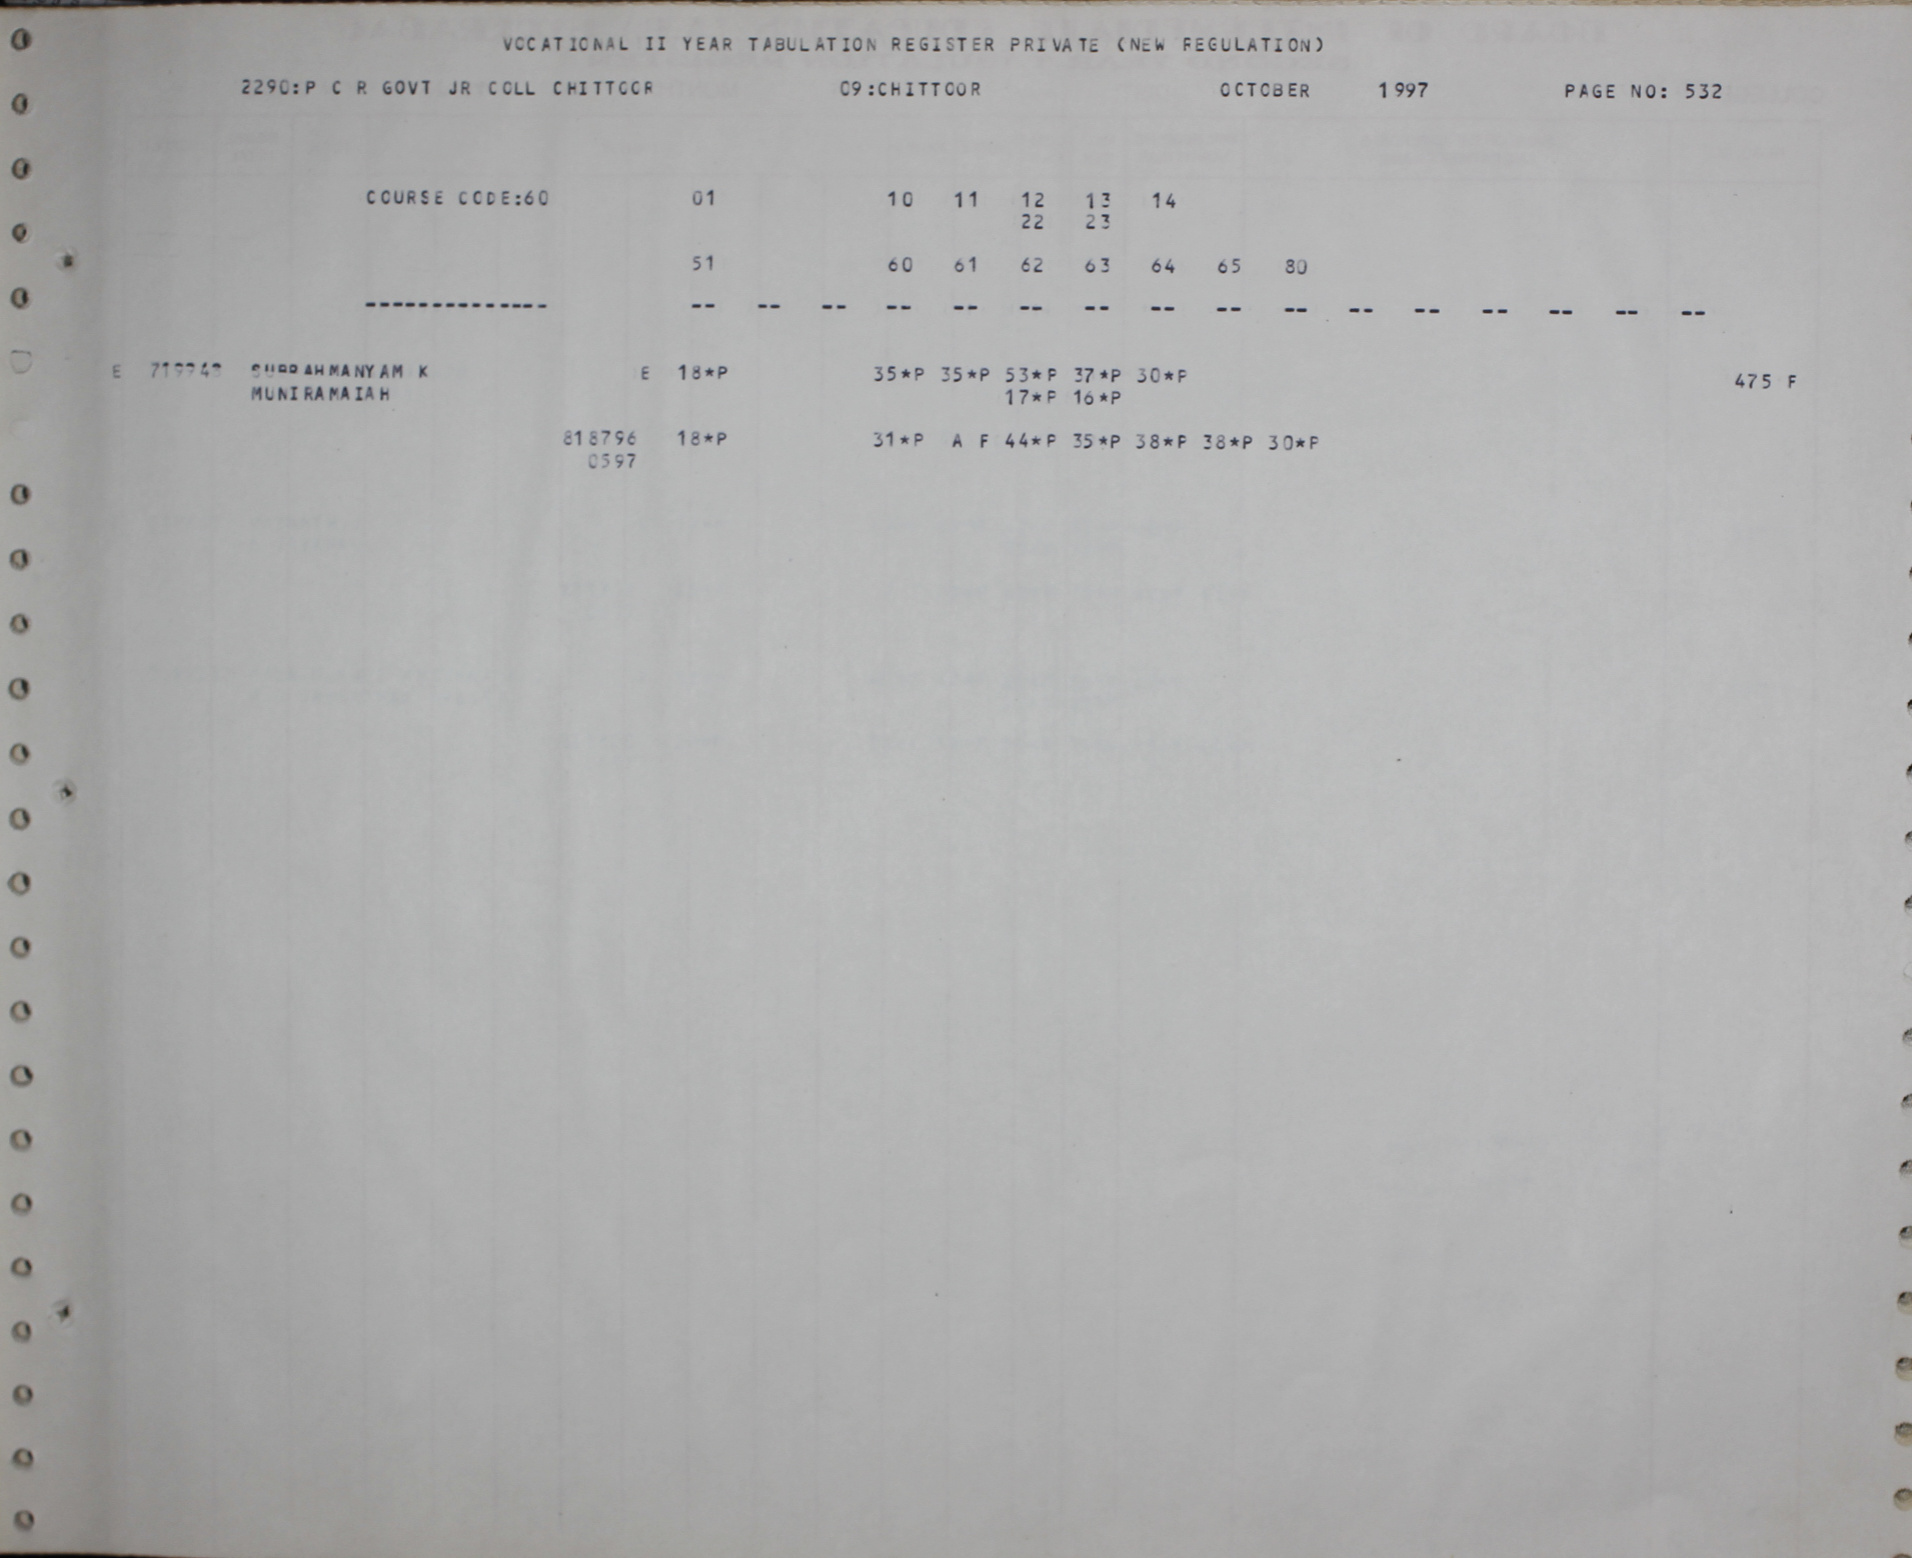 VOCATIONAL II YEAR TABULATION REGISTER PRIVATE (NEW REGULATION)
2290:P C R GOVT JR COLL CHITTOOR 09:CHITTOOR OCTOBER 1997 PAGE NO: 532
COURSE CODE:60 01 10 11 12 13 14
22 23
51 60 61 62 63 64 65 80
-------------- -- -- -- -- -- -- -- -- -- -- -- -- -- -- -- --
E SUBRAHMANYAM K E 18*P 35*P 35*P 53*P 37*P 30*P 475 F
MUNIRAMAIAH 17*P 16*P
818796 18*P 31*P A F 44*P 35*P 38*P 38*P 30*P
0597